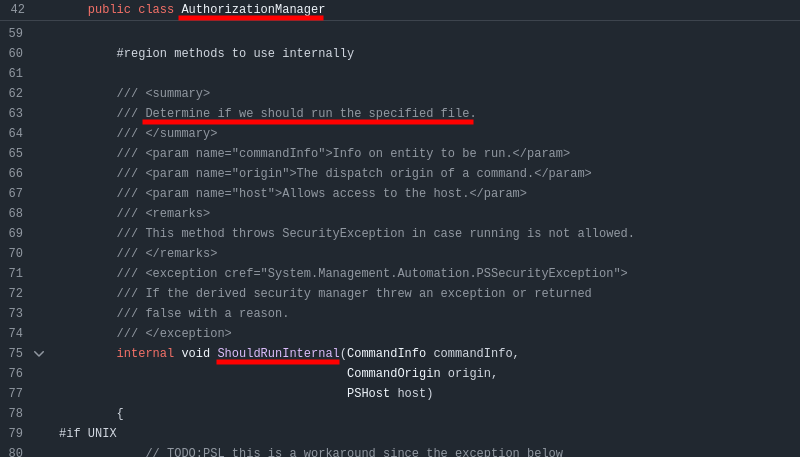 42 public class AuthorizationManager
59
60 #region methods to use internally
61
62 /// <summary>
63 /// Determine if we should run the specified file.
64 /// </summary>
65 /// <param name="commandInfo">Info on entity to be run.</param>
66 /// <param name="origin">The dispatch origin of a command.</param>
67 /// <param name="host">Allows access to the host.</param>
68 /// <remarks>
69 /// This method throws SecurityException in case running is not allowed.
70 /// </remarks>
71 /// <exception cref="System.Management.Automation.PSSecurityException">
72 /// If the derived security manager threw an exception or returned
73 /// false with a reason.
74 /// </exception>
75 internal void ShouldRunInternal(CommandInfo commandInfo,
76 CommandOrigin origin,
77 PSHost host)
78 {
79 #if UNIX
80 // TODO:PSL this is a workaround since the exception below